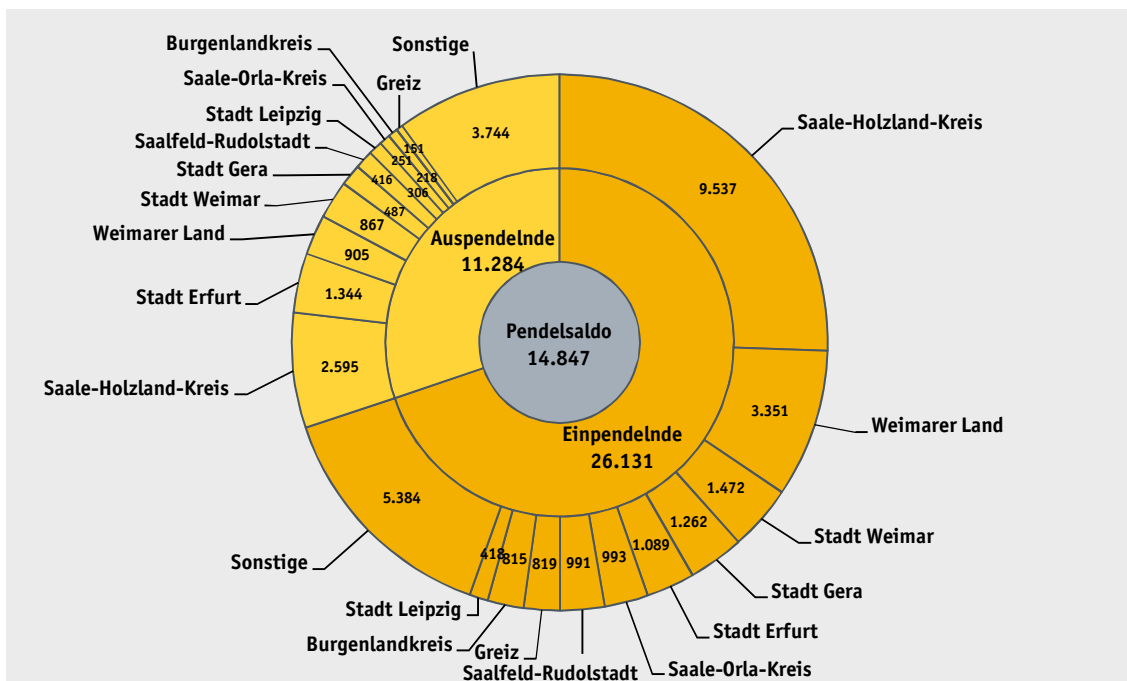 Burgenlandkreis
Sonstige
Saale-Orla-Kreis
Greiz
Stadt Leipzig
Saalfeld-Rudolstadt
Stadt Gera
Stadt Weimar
Weimarer Land
Stadt Erfurt
Saale-Holzland-Kreis
3.744
151
251
218
306
416
487
867
905
1.344
2.595
Auspendelnde
11.284
Pendelsaldo
14.847
Einpendelnde
26.131
Saale-Holzland-Kreis
9.537
3.351
Weimarer Land
1.472
Stadt Weimar
1.262
Stadt Gera
1.089
Stadt Erfurt
993
Saale-Orla-Kreis
991
Saalfeld-Rudolstadt
819
Greiz
815
Burgenlandkreis
418
Stadt Leipzig
5.384
Sonstige